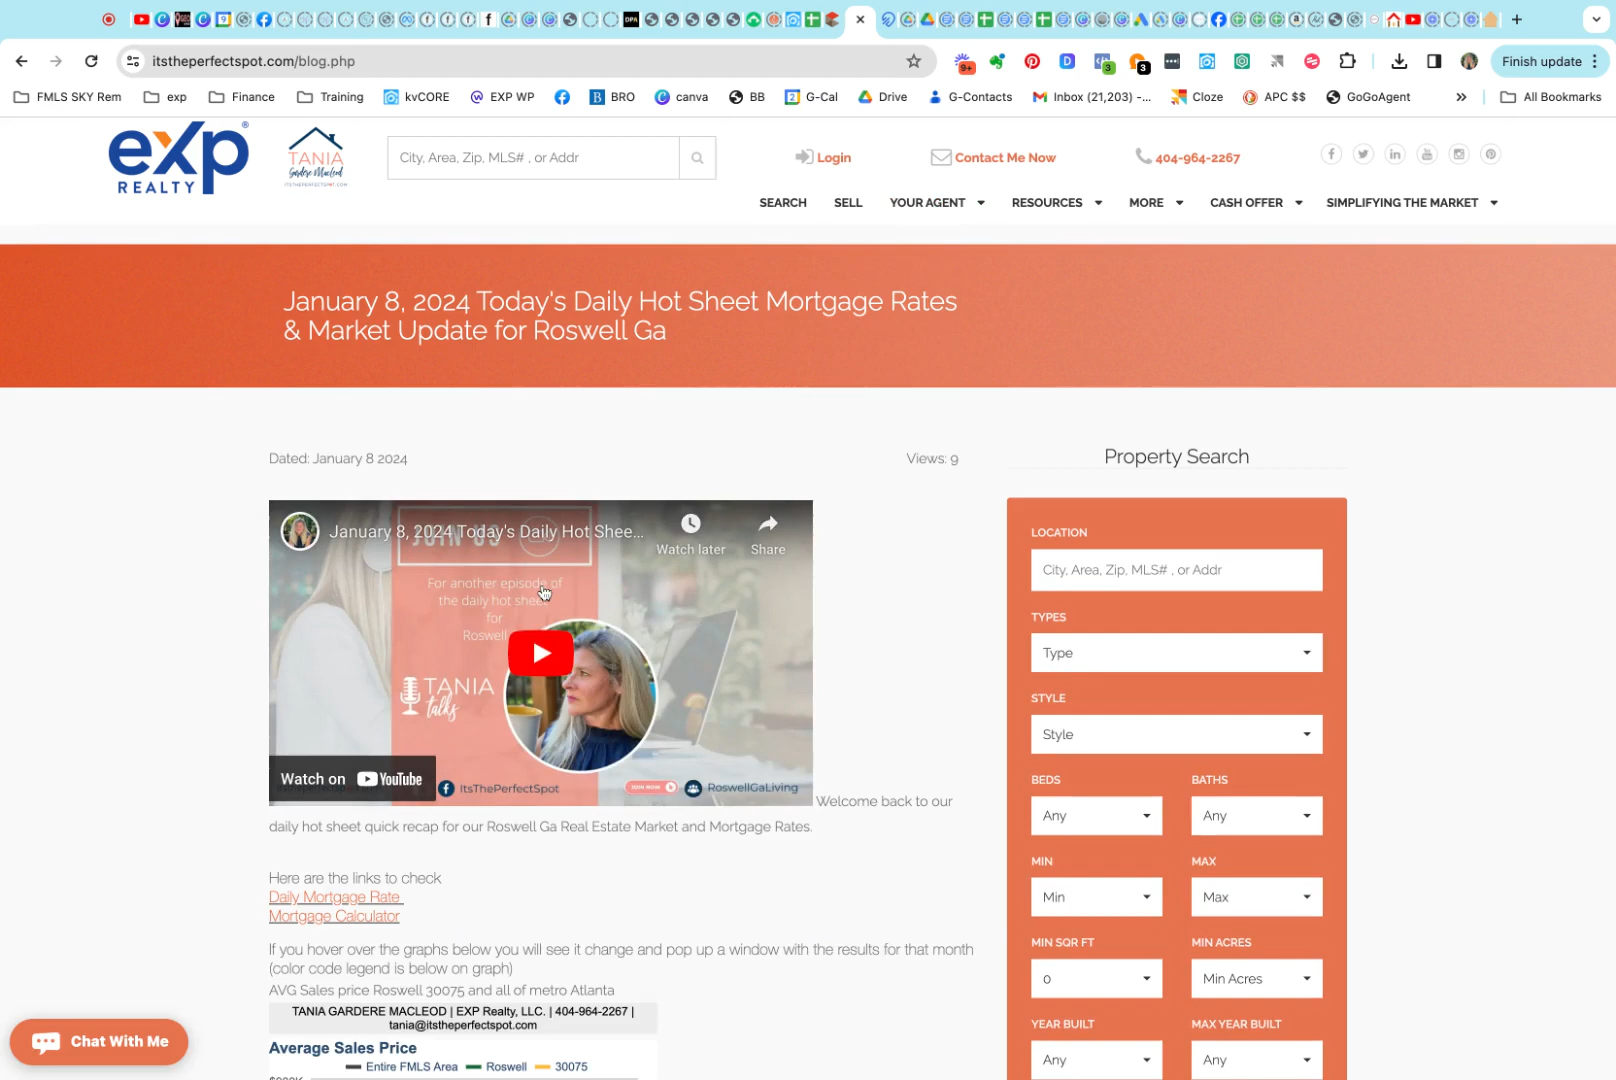 itstheperfectspot.com/blog.php
Finish update
FMLS SKY Rem
exp
Finance
Training
kvCORE
EXP WP
BRO
canva
BB
G-Cal
Drive
G-Contacts
Inbox (21,203) -...
Cloze
APC $$
GoGoAgent
All Bookmarks
eXp
REALTY
TANIA
Gardere Macleod
ITSTHEPERFECTSPOT.COM
City, Area, Zip, MLS# , or Addr
Login
Contact Me Now
404-964-2267
SEARCH
SELL
YOUR AGENT
RESOURCES
MORE
CASH OFFER
SIMPLIFYING THE MARKET
January 8, 2024 Today's Daily Hot Sheet Mortgage Rates
& Market Update for Roswell Ga
Dated: January 8 2024
Views: 9
January 8, 2024 Today's Daily Hot Shee...
Watch later
Share
JOIN US
For another episode of
the daily hot sheet
for
Roswell
TANIA
talks
Watch on YouTube
ItsThePerfectSpot
JOIN NOW
RoswellGaLiving
Welcome back to our
daily hot sheet quick recap for our Roswell Ga Real Estate Market and Mortgage Rates.
Here are the links to check
Daily Mortgage Rate
Mortgage Calculator
If you hover over the graphs below you will see it change and pop up a window with the results for that month
(color code legend is below on graph)
AVG Sales price Roswell 30075 and all of metro Atlanta
TANIA GARDERE MACLEOD | EXP Realty, LLC. | 404-964-2267 |
tania@itstheperfectspot.com
Average Sales Price
Entire FMLS Area
Roswell
30075
Property Search
LOCATION
City, Area, Zip, MLS# , or Addr
TYPES
Type
STYLE
Style
BEDS
BATHS
Any
Any
MIN
MAX
Min
Max
MIN SQR FT
MIN ACRES
0
Min Acres
YEAR BUILT
MAX YEAR BUILT
Any
Any
Chat With Me